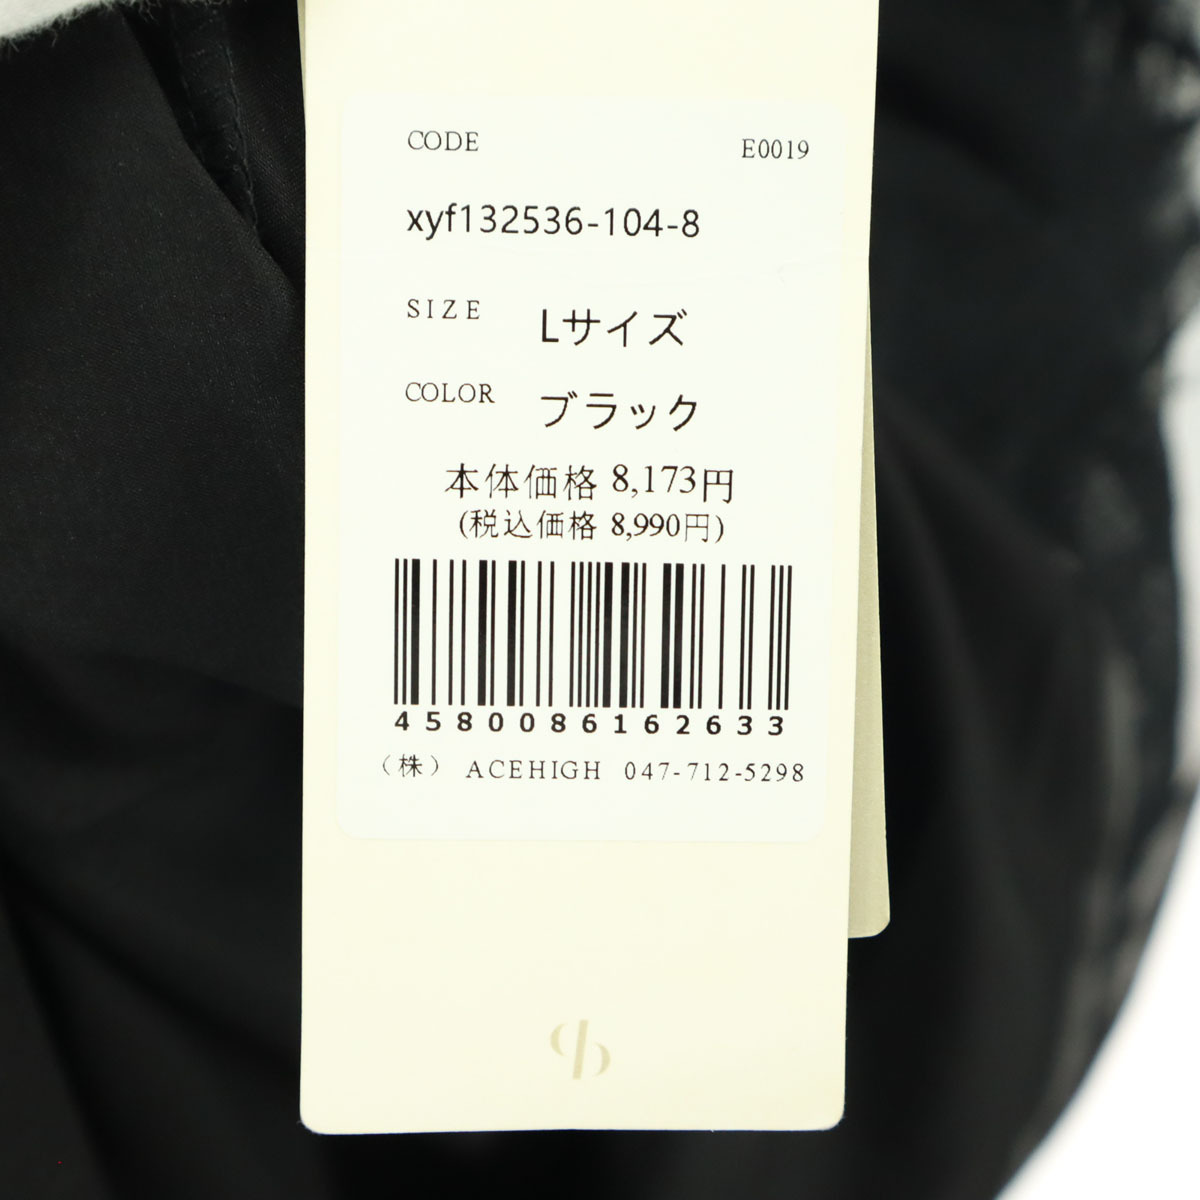 CODE
E0019
xyf132536-104-8
SIZE Lサイズ
COLOR ブラック
本体価格 8,173円
(税込価格 8,990円)
4580086162633
（株） ACEHIGH 047-712-5298